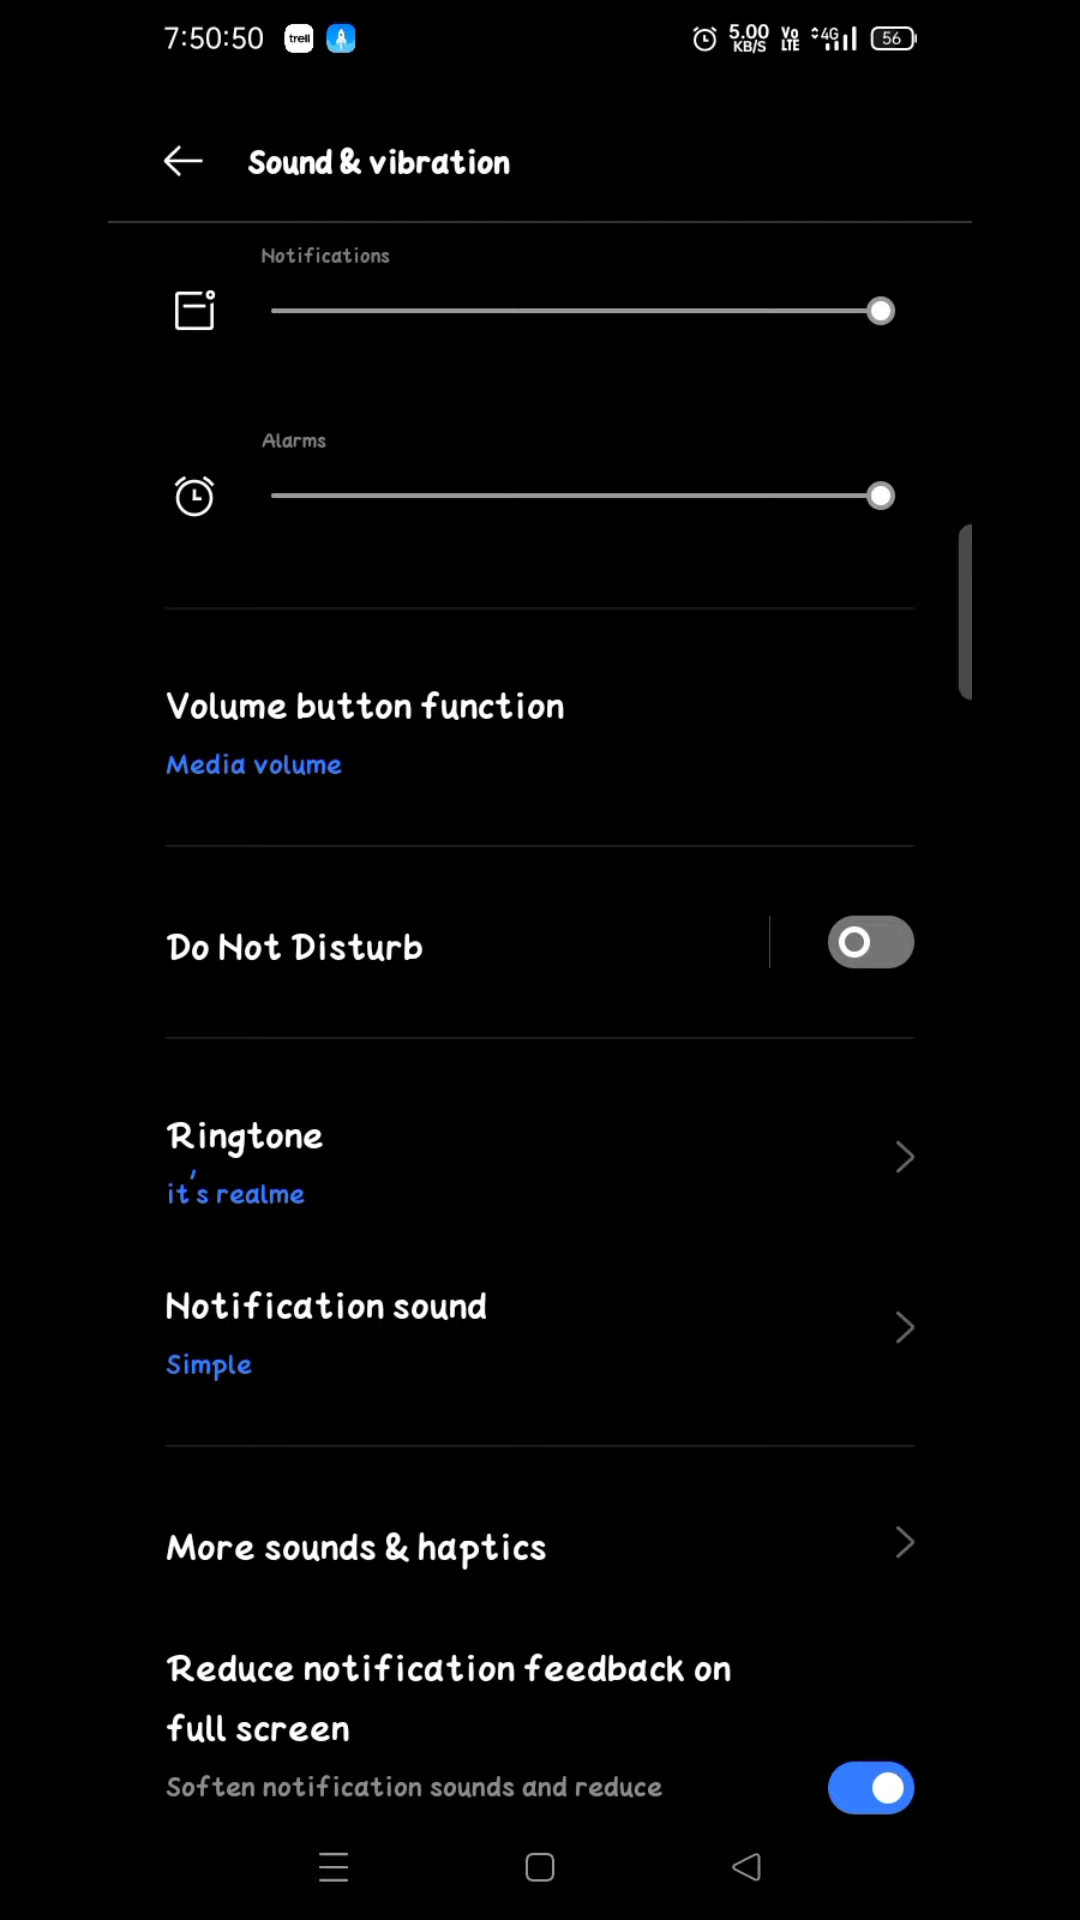 7:50:50 trell 5.00 KB/S Vo LTE 4G 56
Sound & vibration
Notifications
Alarms
Volume button function
Media volume
Do Not Disturb
Ringtone
it's realme
Notification sound
Simple
More sounds & haptics
Reduce notification feedback on
full screen
Soften notification sounds and reduce